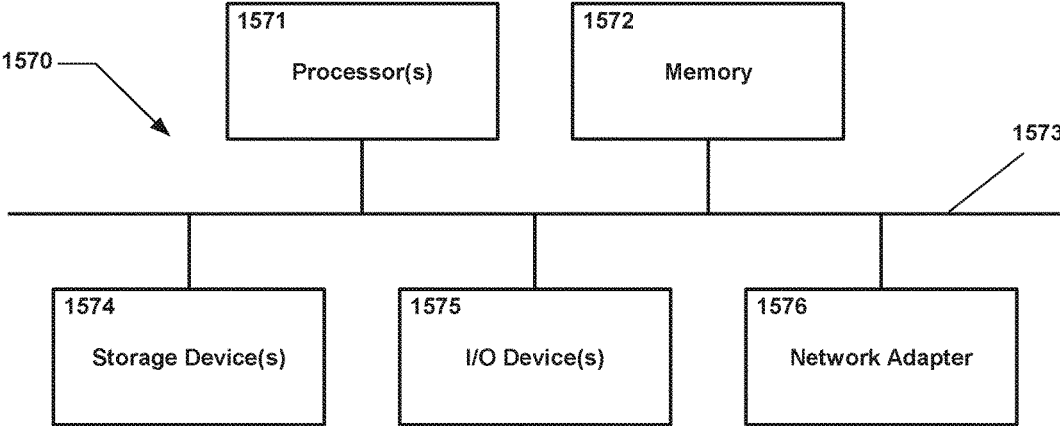 1571
Processor(s)
1572
Memory
1570
1573
1574
Storage Device(s)
1575
I/O Device(s)
1576
Network Adapter